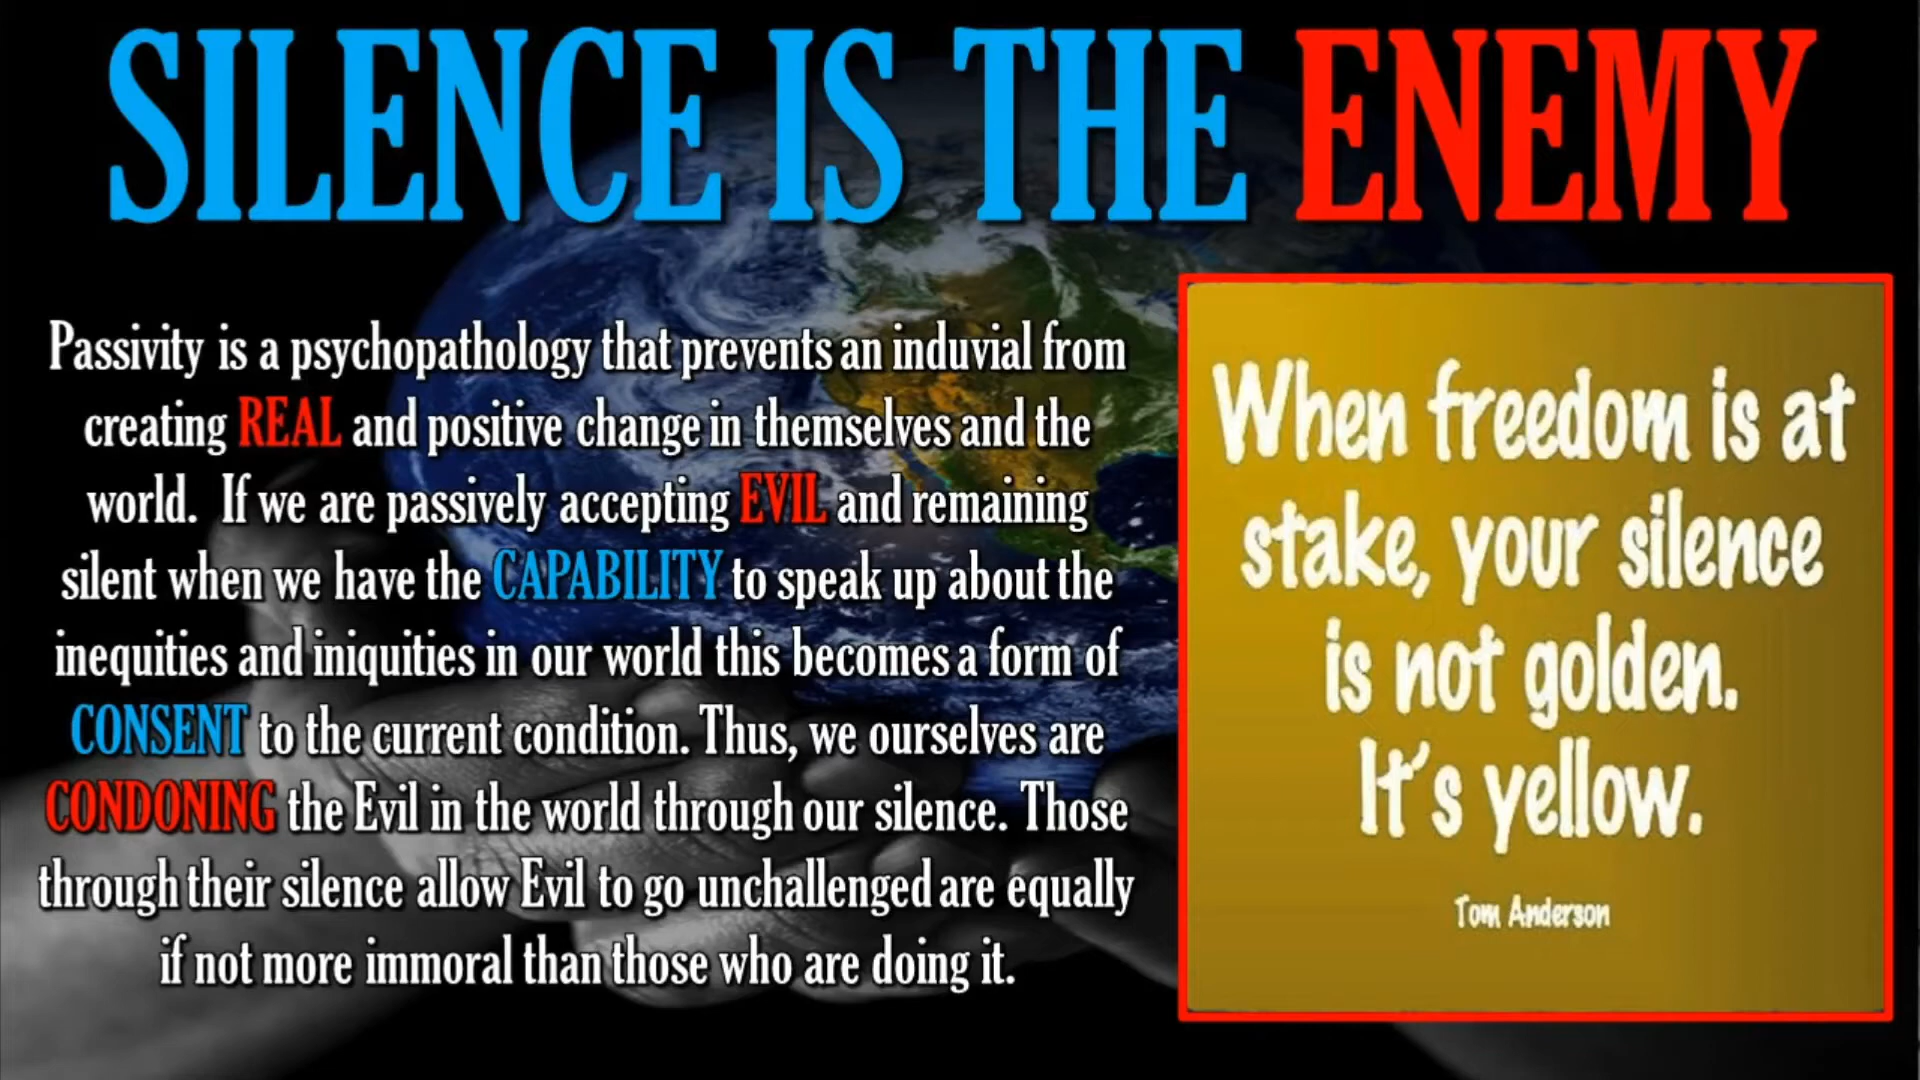 SILENCE IS THE ENEMY
Passivity is a psychopathology that prevents an induvial from
creating REAL and positive change in themselves and the
world. If we are passively accepting EVIL and remaining
silent when we have the CAPABILITY to speak up about the
inequities and iniquities in our world this becomes a form of
CONSENT to the current condition. Thus, we ourselves are
CONDONING the Evil in the world through our silence. Those
through their silence allow Evil to go unchallenged are equally
if not more immoral than those who are doing it.
When freedom is at
stake, your silence
is not golden.
It's yellow.
Tom Anderson